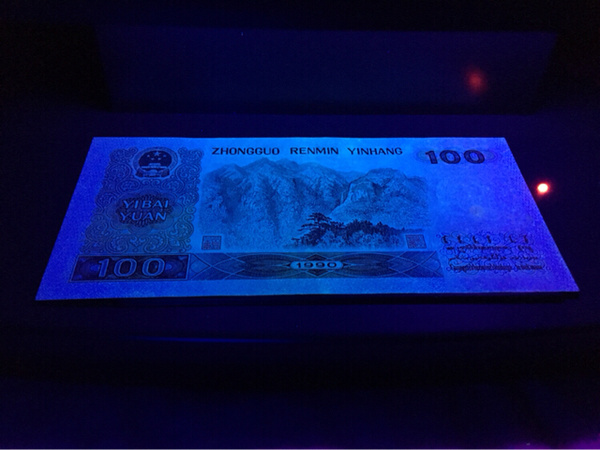 ZHONGGUO RENMIN YINHANG
100
YIBAI
YUAN
100
1990